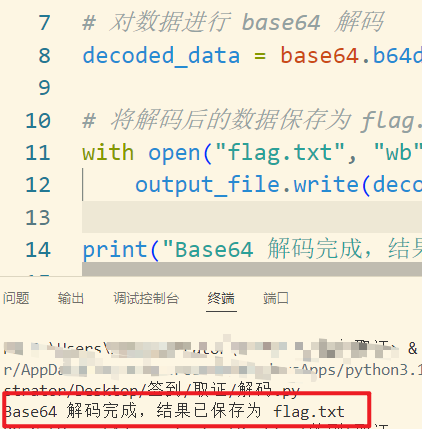 7 # 对数据进行 base64 解码
8 decoded_data = base64.b64d
9
10 # 将解码后的数据保存为 flag.
11 with open("flag.txt", "wb"
12 output_file.write(deco
13
14 print("Base64 解码完成，结果
问题 输出 调试控制台 终端 端口
\Users\ &
r/AppDa Apps/python3.1
strator/Desktop/签到/取证/解码.py
Base64 解码完成，结果已保存为 flag.txt